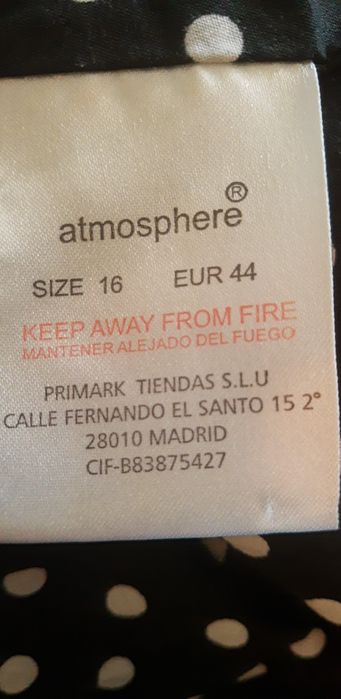 atmosphere®
SIZE 16 EUR 44
KEEP AWAY FROM FIRE
MANTENER ALEJADO DEL FUEGO
PRIMARK TIENDAS S.L.U
CALLE FERNANDO EL SANTO 15 2°
28010 MADRID
CIF-B83875427